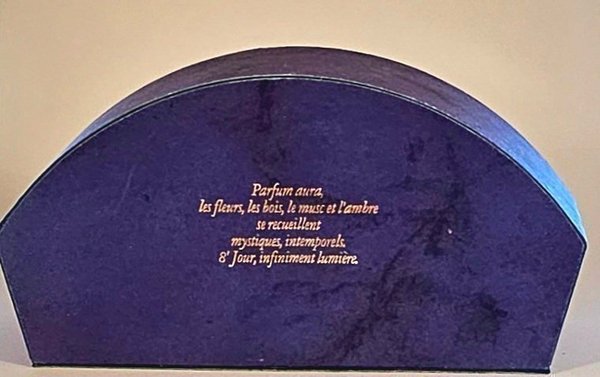 Parfum aura,
les fleurs, les bois, le musc et l'ambre
se recueillent
mystiques, intemporels.
8ᵉ Jour, infiniment lumière.